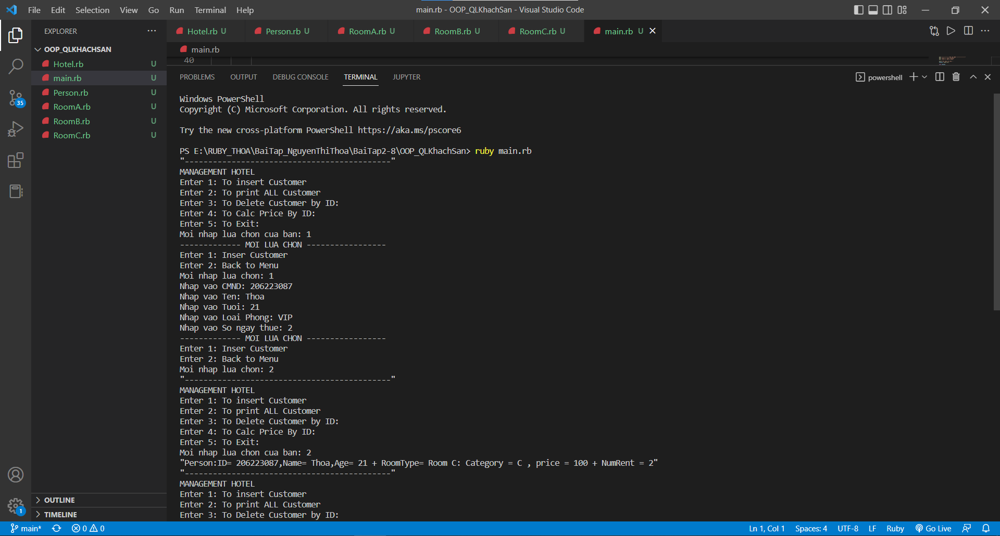 File Edit Selection View Go Run Terminal Help
main.rb - OOP_QLKhachSan - Visual Studio Code
EXPLORER
OOP_QLKHACHSAN
Hotel.rb U
main.rb U
Person.rb U
RoomA.rb U
RoomB.rb U
RoomC.rb U
OUTLINE
TIMELINE
35
1
Hotel.rb U Person.rb U RoomA.rb U RoomB.rb U RoomC.rb U main.rb U
main.rb
40
PROBLEMS OUTPUT DEBUG CONSOLE TERMINAL JUPYTER
powershell
Windows PowerShell
Copyright (C) Microsoft Corporation. All rights reserved.
Try the new cross-platform PowerShell https://aka.ms/pscore6
PS E:\RUBY_THOA\BaiTap_NguyenThiThoa\BaiTap2-8\OOP_QLKhachSan> ruby main.rb
"--------------------------------------------"
MANAGEMENT HOTEL
Enter 1: To insert Customer
Enter 2: To print ALL Customer
Enter 3: To Delete Customer by ID:
Enter 4: To Calc Price By ID:
Enter 5: To Exit:
Moi nhap lua chon cua ban: 1
------------- MOI LUA CHON -----------------
Enter 1: Inser Customer
Enter 2: Back to Menu
Moi nhap lua chon: 1
Nhap vao CMND: 206223087
Nhap vao Ten: Thoa
Nhap vao Tuoi: 21
Nhap vao Loai Phong: VIP
Nhap vao So ngay thue: 2
------------- MOI LUA CHON -----------------
Enter 1: Inser Customer
Enter 2: Back to Menu
Moi nhap lua chon: 2
"--------------------------------------------"
MANAGEMENT HOTEL
Enter 1: To insert Customer
Enter 2: To print ALL Customer
Enter 3: To Delete Customer by ID:
Enter 4: To Calc Price By ID:
Enter 5: To Exit:
Moi nhap lua chon cua ban: 2
"Person:ID= 206223087,Name= Thoa,Age= 21 + RoomType= Room C: Category = C , price = 100 + NumRent = 2"
"--------------------------------------------"
MANAGEMENT HOTEL
Enter 1: To insert Customer
Enter 2: To print ALL Customer
Enter 3: To Delete Customer by ID:
main* 0 0 Ln 1, Col 1 Spaces: 4 UTF-8 LF Ruby Go Live